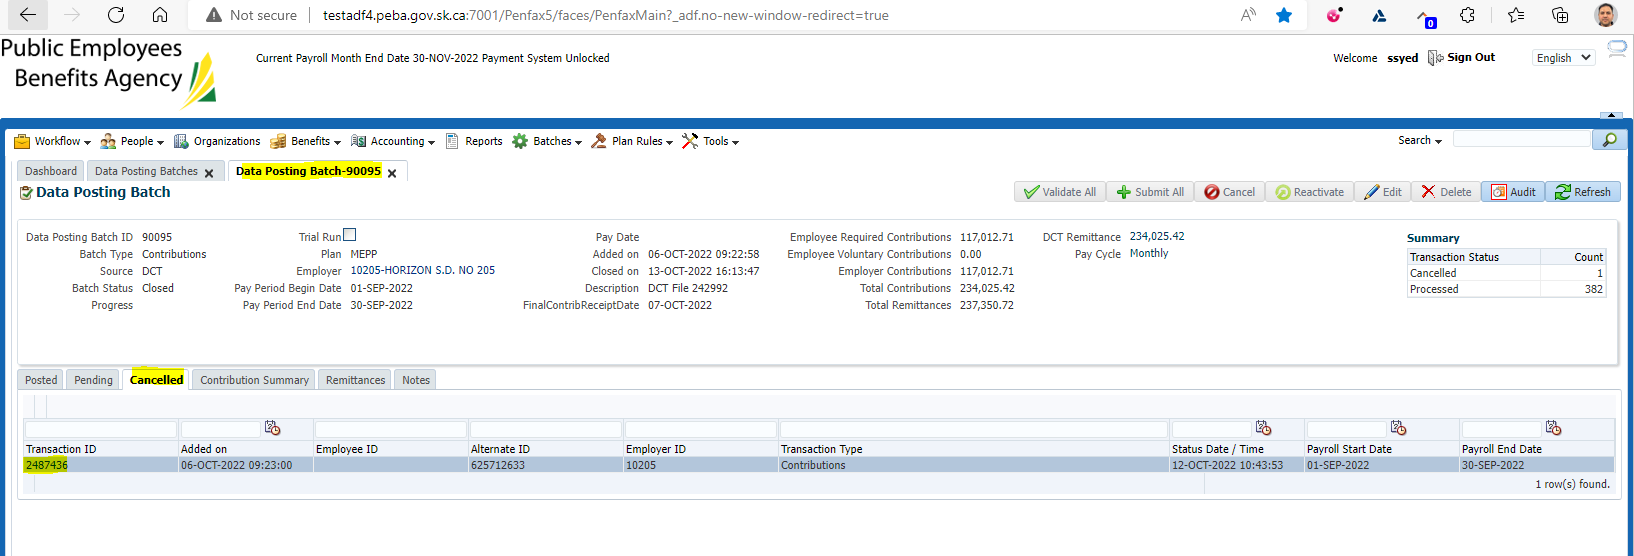 Not secure testadf4.peba.gov.sk.ca:7001/Penfax5/faces/PenfaxMain?_adf.no-new-window-redirect=true
0
Public Employees
Benefits Agency
Current Payroll Month End Date 30-NOV-2022 Payment System Unlocked
Welcome ssyed Sign Out English
Workflow People Organizations Benefits Accounting Reports Batches Plan Rules Tools Search
Dashboard Data Posting Batches Data Posting Batch-90095
Data Posting Batch
Validate All Submit All Cancel Reactivate Edit Delete Audit Refresh
Data Posting Batch ID 90095 Trial Run Pay Date Employee Required Contributions 117,012.71 DCT Remittance 234,025.42 Summary
Batch Type Contributions Plan MEPP Added on 06-OCT-2022 09:22:58 Employee Voluntary Contributions 0.00 Pay Cycle Monthly Transaction Status Count
Source DCT Employer 10205-HORIZON S.D. NO 205 Closed on 13-OCT-2022 16:13:47 Employer Contributions 117,012.71 Cancelled 1
Batch Status Closed Pay Period Begin Date 01-SEP-2022 Description DCT File 242992 Total Contributions 234,025.42 Processed 382
Progress Pay Period End Date 30-SEP-2022 FinalContribReceiptDate 07-OCT-2022 Total Remittances 237,350.72
Posted Pending Cancelled Contribution Summary Remittances Notes
Transaction ID Added on Employee ID Alternate ID Employer ID Transaction Type Status Date / Time Payroll Start Date Payroll End Date
2487436 06-OCT-2022 09:23:00 625712633 10205 Contributions 12-OCT-2022 10:43:53 01-SEP-2022 30-SEP-2022
1 row(s) found.